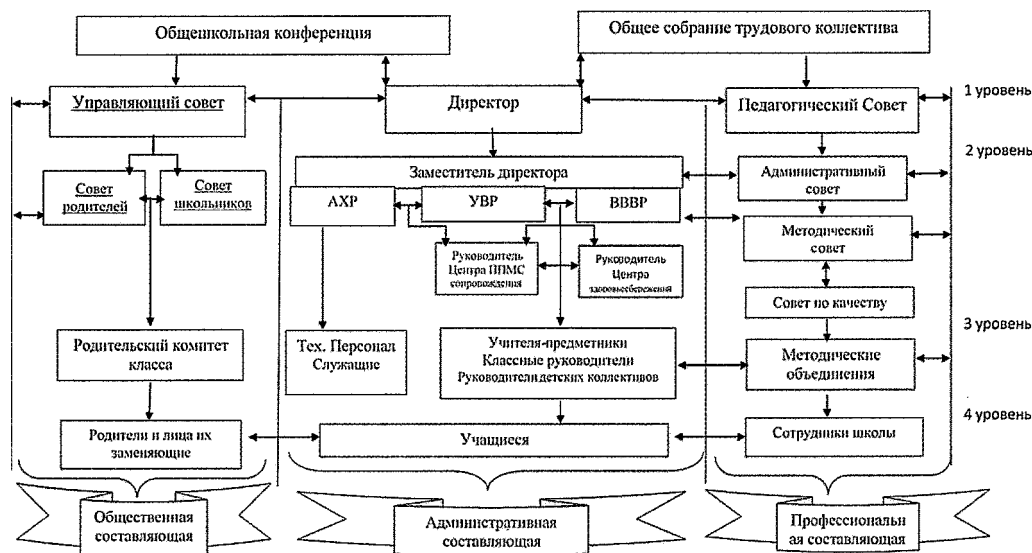 Общешкольная конференция
Общее собрание трудового коллектива
Управляющий совет
Директор
Педагогический Совет
1 уровень
2 уровень
Совет
родителей
Совет
школьников
Заместитель директора
АХР
УВР
ВВВР
Административный
совет
Методический
совет
Руководитель
Центра ППМС
сопровождения
Руководитель
Центра
здоровьесбережения
Совет по качеству
3 уровень
Родительский комитет
класса
Тех. Персонал
Служащие
Учителя-предметники
Классные руководители
Руководители детских коллективов
Методические
объединения
4 уровень
Родители и лица их
заменяющие
Учащиеся
Сотрудники школы
Общественная
составляющая
Административная
составляющая
Профессиональн
ая составляющая